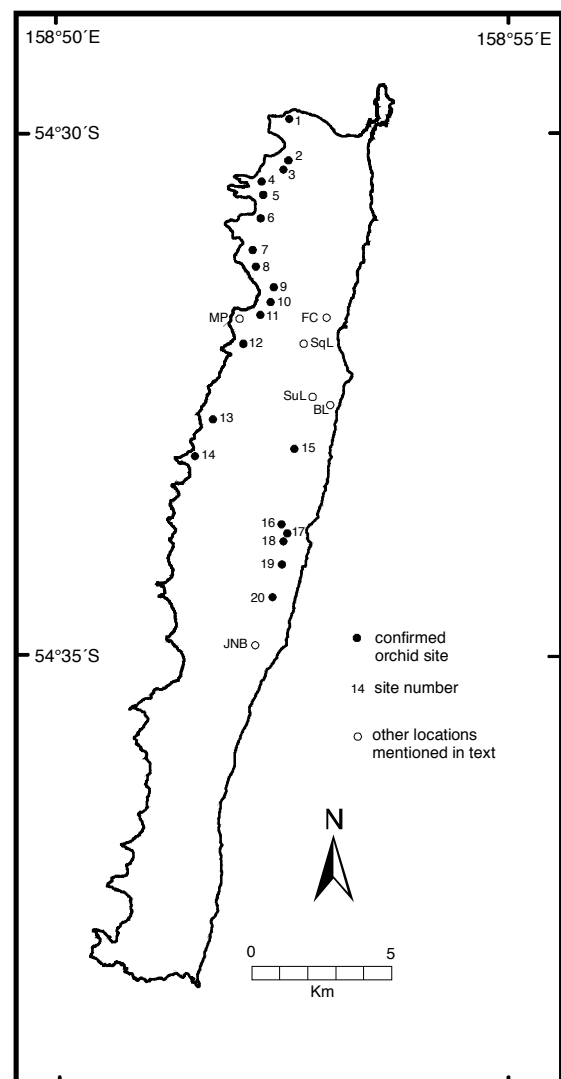 158°50´E
158°55´E
54°30´S
1
2
3
4
5
6
7
8
9
10
11
MP
FC
12
SqL
SuL
BL
13
14
15
16
17
18
19
20
JNB
54°35´S
confirmed
orchid site
14 site number
other locations
mentioned in text
N
0 5
Km